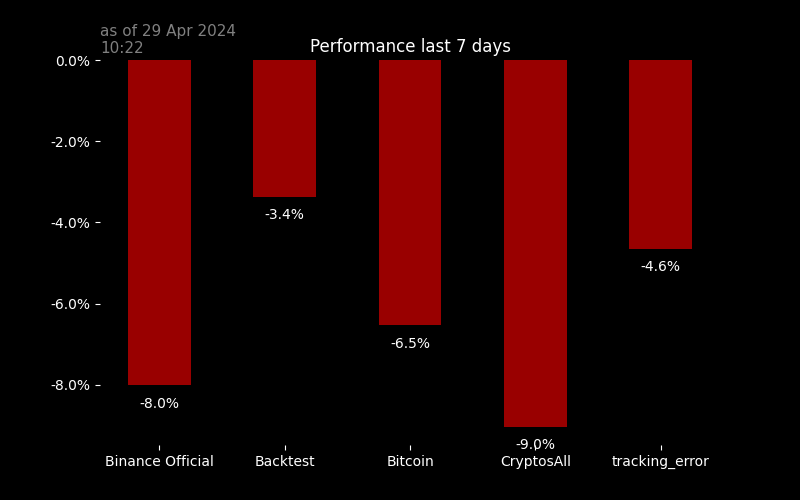 as of 29 Apr 2024
10:22
Performance last 7 days
0.0%
-2.0%
-4.0%
-6.0%
-8.0%
-8.0%
-3.4%
-6.5%
-9.0%
-4.6%
Binance Official
Backtest
Bitcoin
CryptosAll
tracking_error